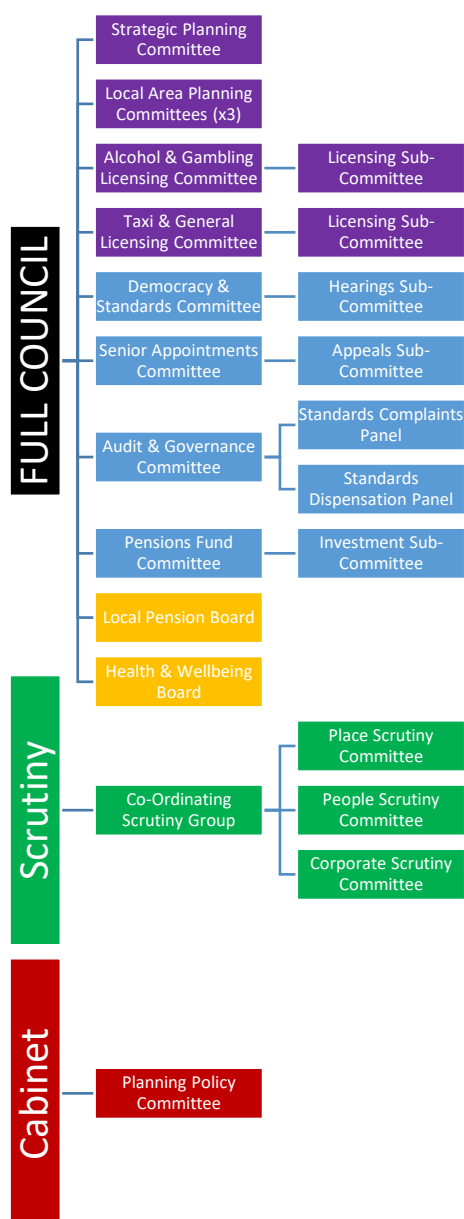 FULL COUNCIL
Strategic Planning
Committee
Local Area Planning
Committees (x3)
Alcohol & Gambling
Licensing Committee
Licensing Sub-
Committee
Taxi & General
Licensing Committee
Licensing Sub-
Committee
Democracy &
Standards Committee
Hearings Sub-
Committee
Senior Appointments
Committee
Appeals Sub-
Committee
Audit & Governance
Committee
Standards Complaints
Panel
Standards
Dispensation Panel
Pensions Fund
Committee
Investment Sub-
Committee
Local Pension Board
Health & Wellbeing
Board
Scrutiny
Co-Ordinating
Scrutiny Group
Place Scrutiny
Committee
People Scrutiny
Committee
Corporate Scrutiny
Committee
Cabinet
Planning Policy
Committee